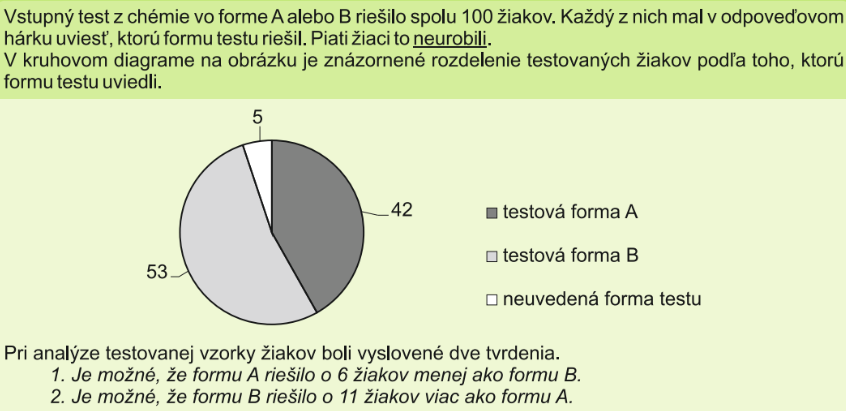 Vstupný test z chémie vo forme A alebo B riešilo spolu 100 žiakov. Každý z nich mal v odpoveďovom
hárku uviesť, ktorú formu testu riešil. Piati žiaci to neurobili.
V kruhovom diagrame na obrázku je znázornené rozdelenie testovaných žiakov podľa toho, ktorú
formu testu uviedli.
5
42
testová forma A
testová forma B
53
neuvedená forma testu
Pri analýze testovanej vzorky žiakov boli vyslovené dve tvrdenia.
1. Je možné, že formu A riešilo o 6 žiakov menej ako formu B.
2. Je možné, že formu B riešilo o 11 žiakov viac ako formu A.